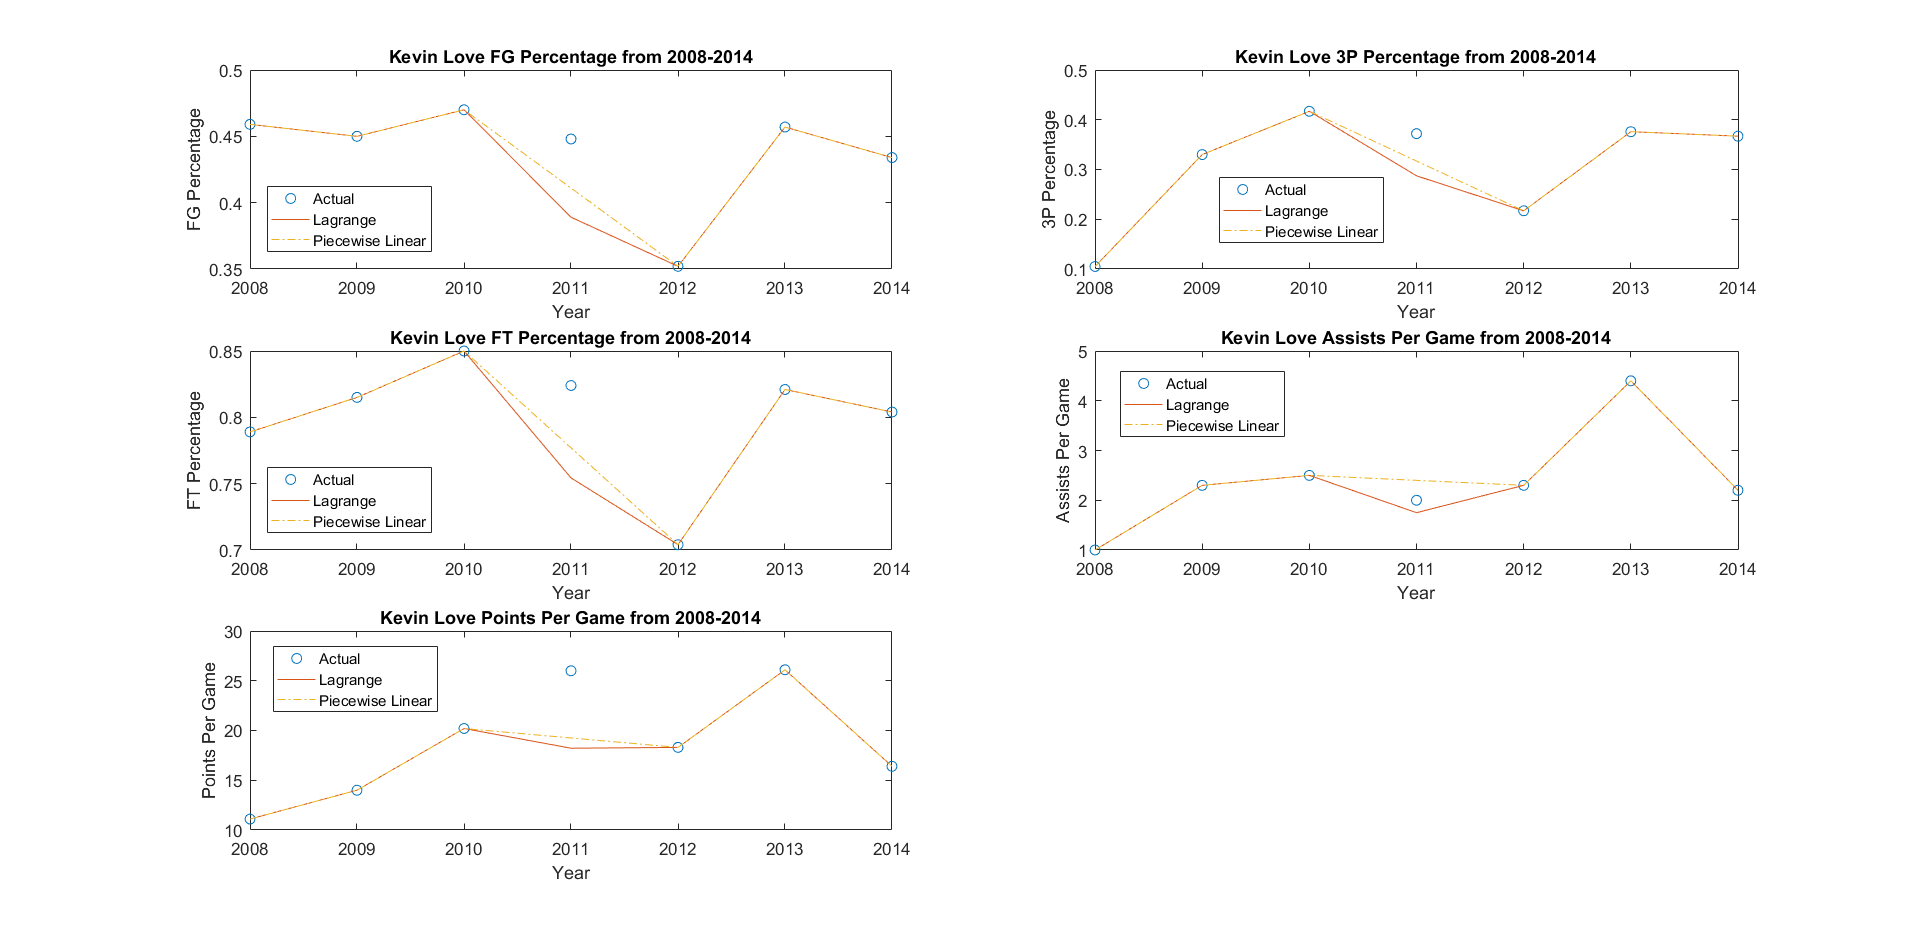 Kevin Love FG Percentage from 2008-2014
0.5
0.45
0.4
0.35
FG Percentage
Actual
Lagrange
Piecewise Linear
2008 2009 2010 2011 2012 2013 2014
Year
Kevin Love 3P Percentage from 2008-2014
0.5
0.4
0.3
0.2
0.1
3P Percentage
Actual
Lagrange
Piecewise Linear
2008 2009 2010 2011 2012 2013 2014
Year
Kevin Love FT Percentage from 2008-2014
0.85
0.8
0.75
0.7
FT Percentage
Actual
Lagrange
Piecewise Linear
2008 2009 2010 2011 2012 2013 2014
Year
Kevin Love Assists Per Game from 2008-2014
5
4
3
2
1
Assists Per Game
Actual
Lagrange
Piecewise Linear
2008 2009 2010 2011 2012 2013 2014
Year
Kevin Love Points Per Game from 2008-2014
30
25
20
15
10
Points Per Game
Actual
Lagrange
Piecewise Linear
2008 2009 2010 2011 2012 2013 2014
Year